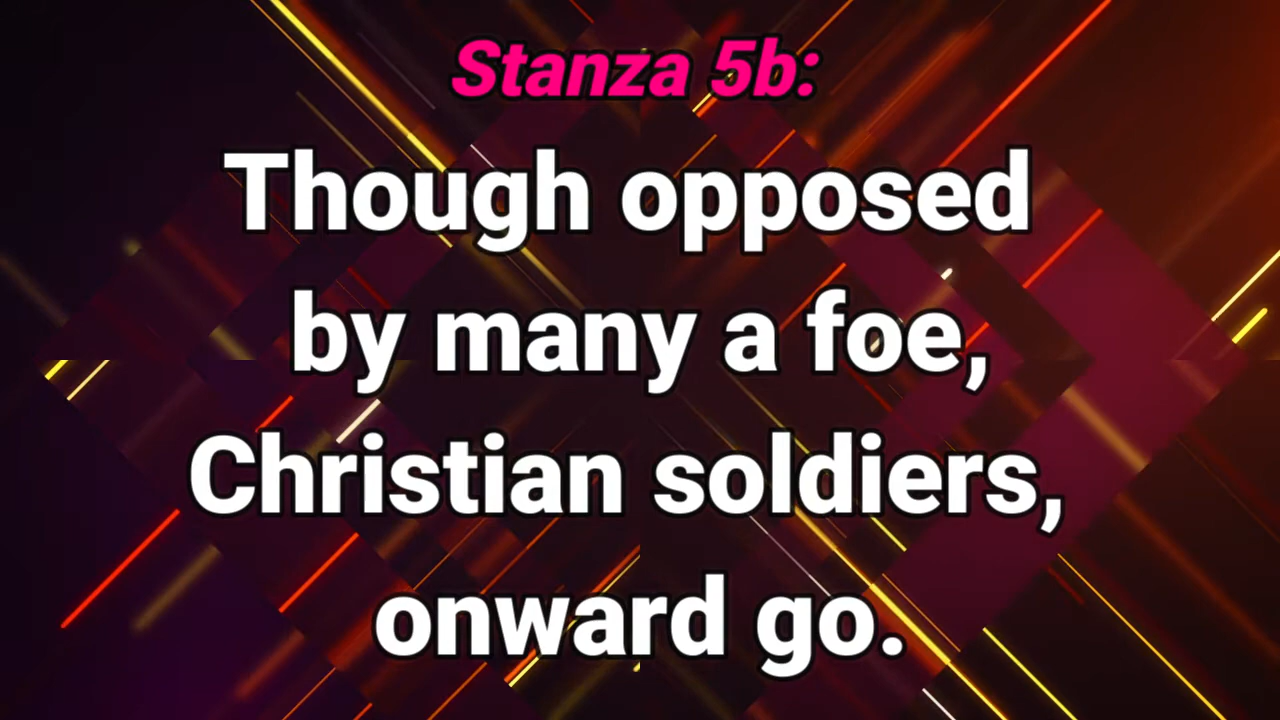 Stanza 5b:
Though opposed
by many a foe,
Christian soldiers,
onward go.